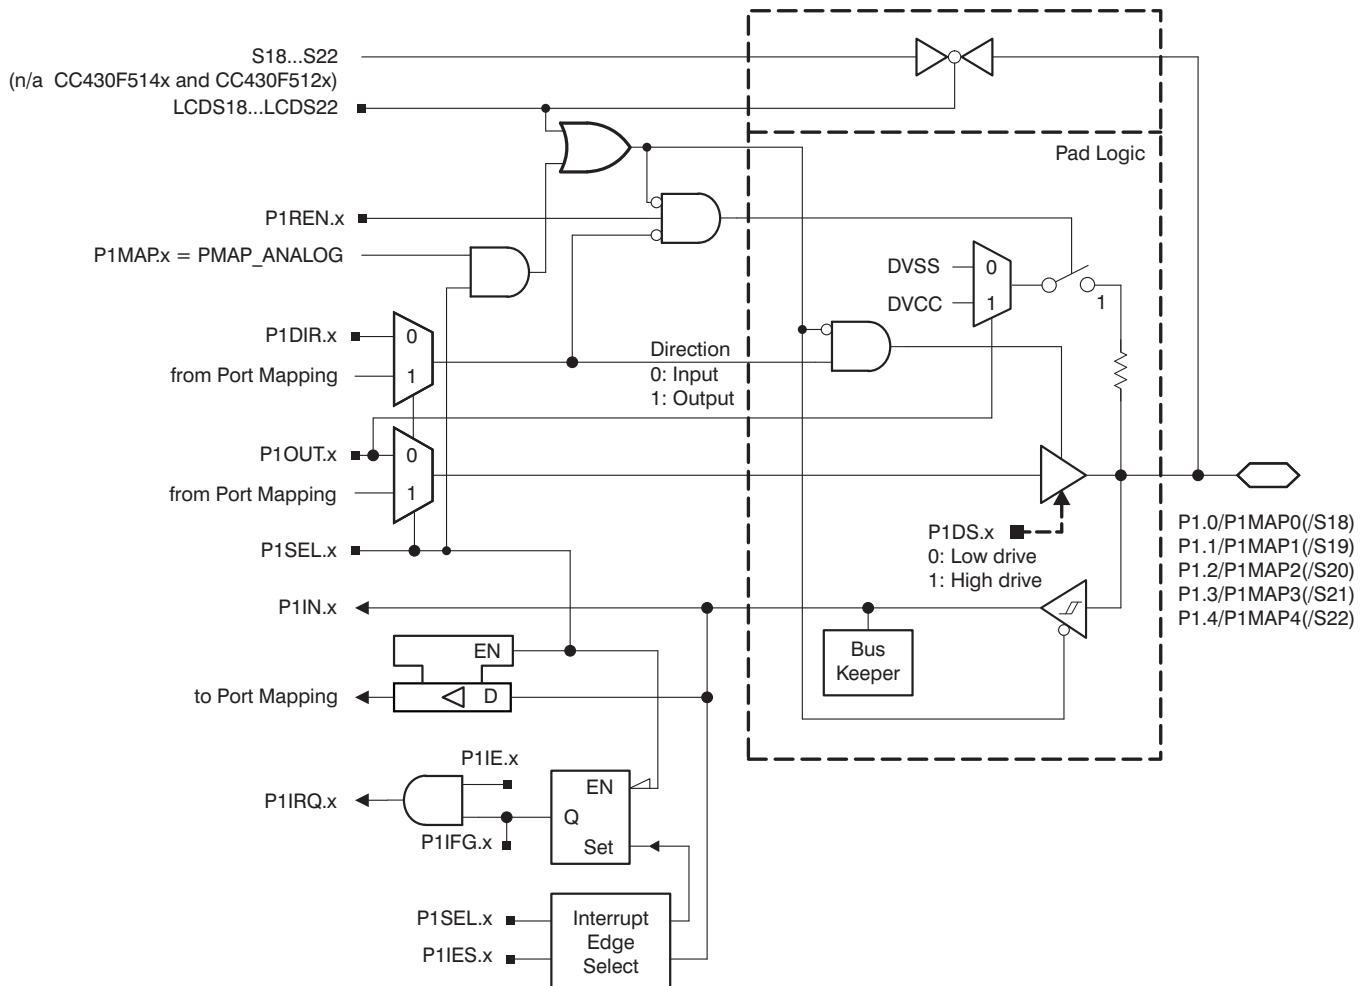 S18...S22
(n/a CC430F514x and CC430F512x)
LCDS18...LCDS22
Pad Logic
P1REN.x
P1MAP.x = PMAP_ANALOG
DVSS
0
DVCC
1
1
P1DIR.x
0
from Port Mapping
1
Direction
0: Input
1: Output
P1OUT.x
0
from Port Mapping
1
P1SEL.x
P1DS.x
0: Low drive
1: High drive
P1.0/P1MAP0(/S18)
P1.1/P1MAP1(/S19)
P1.2/P1MAP2(/S20)
P1.3/P1MAP3(/S21)
P1.4/P1MAP4(/S22)
P1IN.x
Bus
Keeper
EN
to Port Mapping
D
P1IE.x
P1IRQ.x
EN
Q
P1IFG.x
Set
P1SEL.x
P1IES.x
Interrupt
Edge
Select